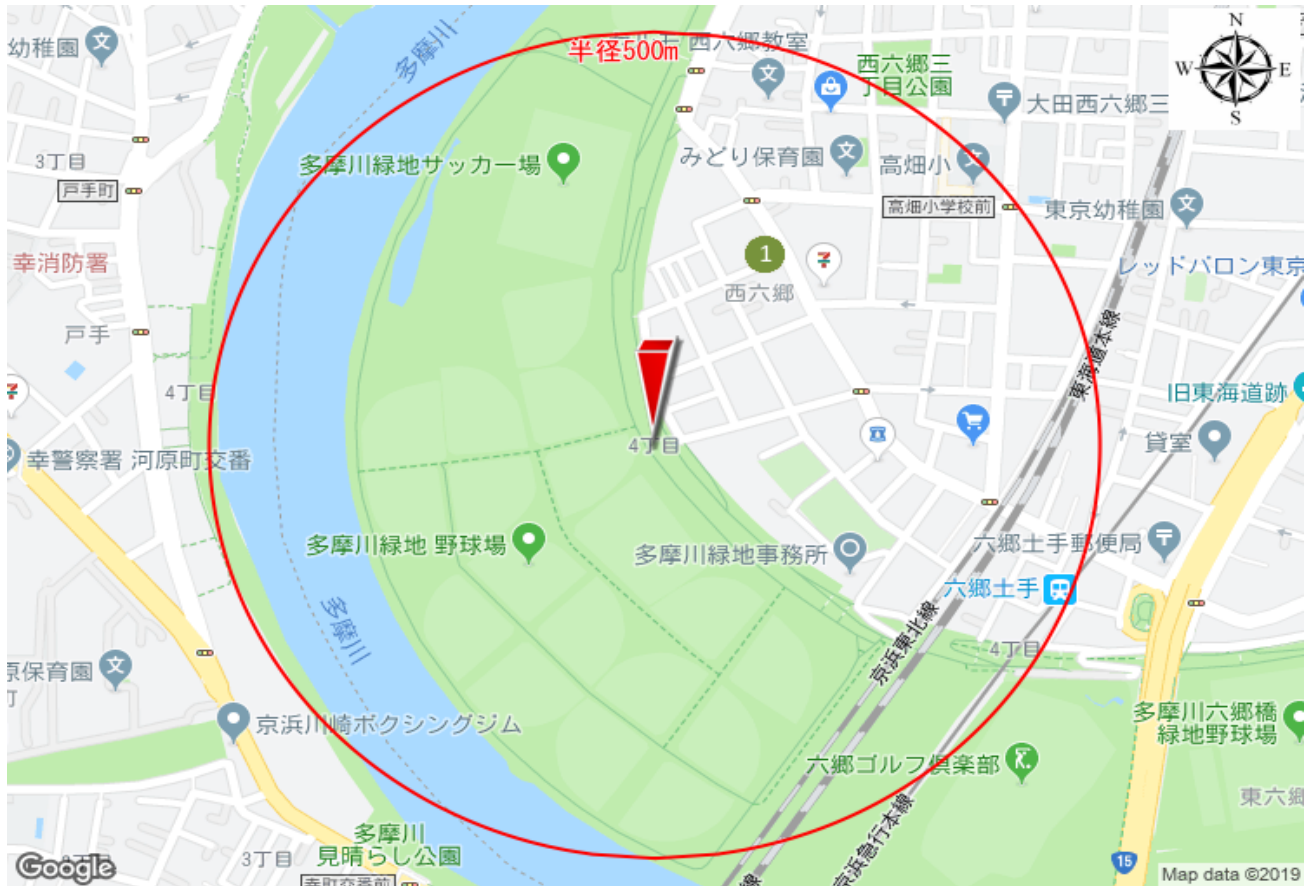 幼稚園
多摩川
半径500m
西六郷教室
西六郷三
丁目公園
大田西六郷三
N
W
E
S
3丁目
戸手町
多摩川緑地サッカー場
みどり保育園
高畑小
高畑小学校前
東京幼稚園
幸消防署
1
西六郷
レッドバロン東京
戸手
4丁目
東海道本線
旧東海道跡
貸室
幸警察署 河原町交番
4丁目
多摩川緑地 野球場
多摩川緑地事務所
六郷土手郵便局
六郷土手
多摩川
京浜東北線
4丁目
原保育園
町
京浜川崎ボクシングジム
多摩川六郷橋
緑地野球場
六郷ゴルフ倶楽部
東六郷
京浜急行本線
多摩川
見晴らし公園
3丁目
15
Google
幸町交番前
線
Map data ©2019